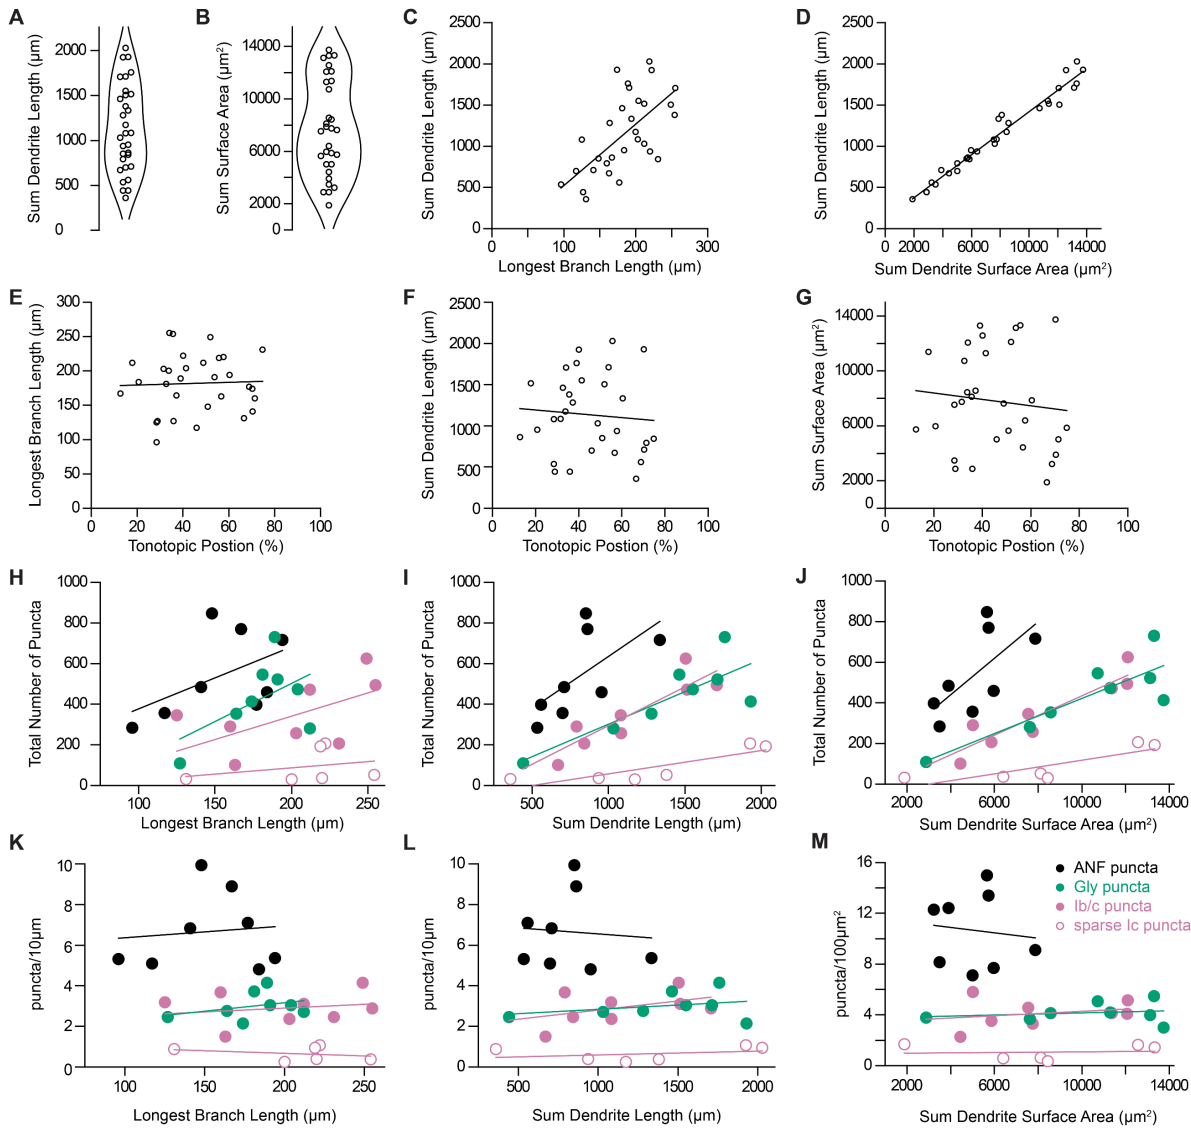 A
Sum Dendrite Length (µm)
2000
1500
1000
500
0
B
Sum Surface Area (µm²)
14000
10000
6000
2000
0
C
Sum Dendrite Length (µm)
2500
2000
1500
1000
500
0
0 100 200 300
Longest Branch Length (µm)
D
Sum Dendrite Length (µm)
2500
2000
1500
1000
500
0
0 2000 6000 10000 14000
Sum Dendrite Surface Area (µm²)
E
Longest Branch Length (µm)
300
250
200
150
100
50
0
0 20 40 60 80 100
Tonotopic Postion (%)
F
Sum Dendrite Length (µm)
2500
2000
1500
1000
500
0
0 20 40 60 80 100
Tonotopic Postion (%)
G
Sum Surface Area (µm²)
14000
10000
6000
2000
0
0 20 40 60 80 100
Tonotopic Postion (%)
H
Total Number of Puncta
1000
800
600
400
200
0
100 150 200 250
Longest Branch Length (µm)
I
Total Number of Puncta
1000
800
600
400
200
0
500 1000 1500 2000
Sum Dendrite Length (µm)
J
Total Number of Puncta
1000
800
600
400
200
0
2000 6000 10000 14000
Sum Dendrite Surface Area (µm²)
K
puncta/10µm
10
8
6
4
2
0
100 150 200 250
Longest Branch Length (µm)
L
puncta/10µm
10
8
6
4
2
0
500 1000 1500 2000
Sum Dendrite Length (µm)
M
puncta/100µm²
16
12
8
4
0
2000 6000 10000 14000
Sum Dendrite Surface Area (µm²)
ANF puncta
Gly puncta
Ib/c puncta
sparse Ic puncta